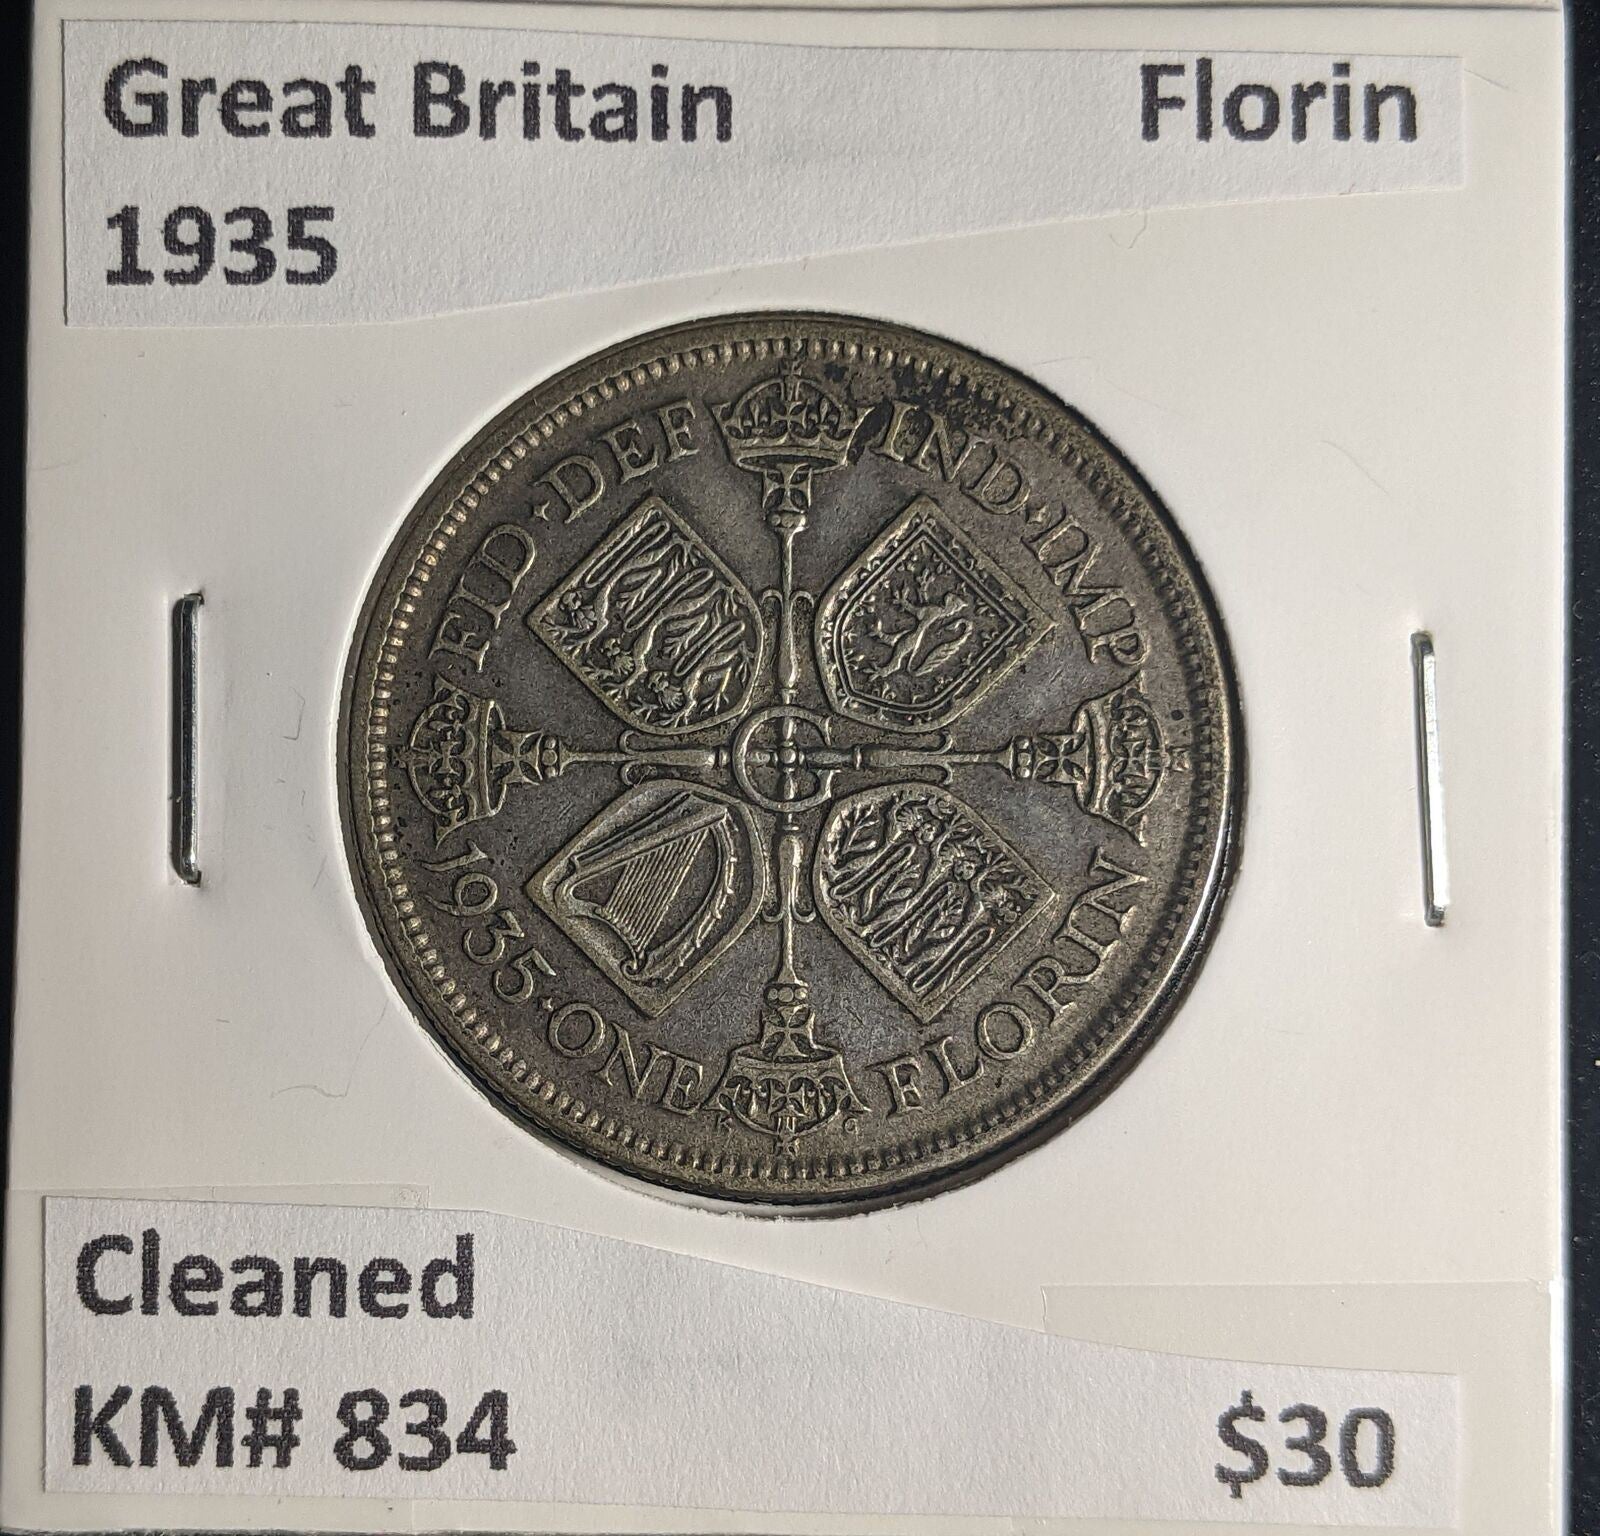 Great Britain Florin
1935
FID·DEF IND·IMP
1935·ONE FLORIN
G
K G
Cleaned
KM# 834 $30